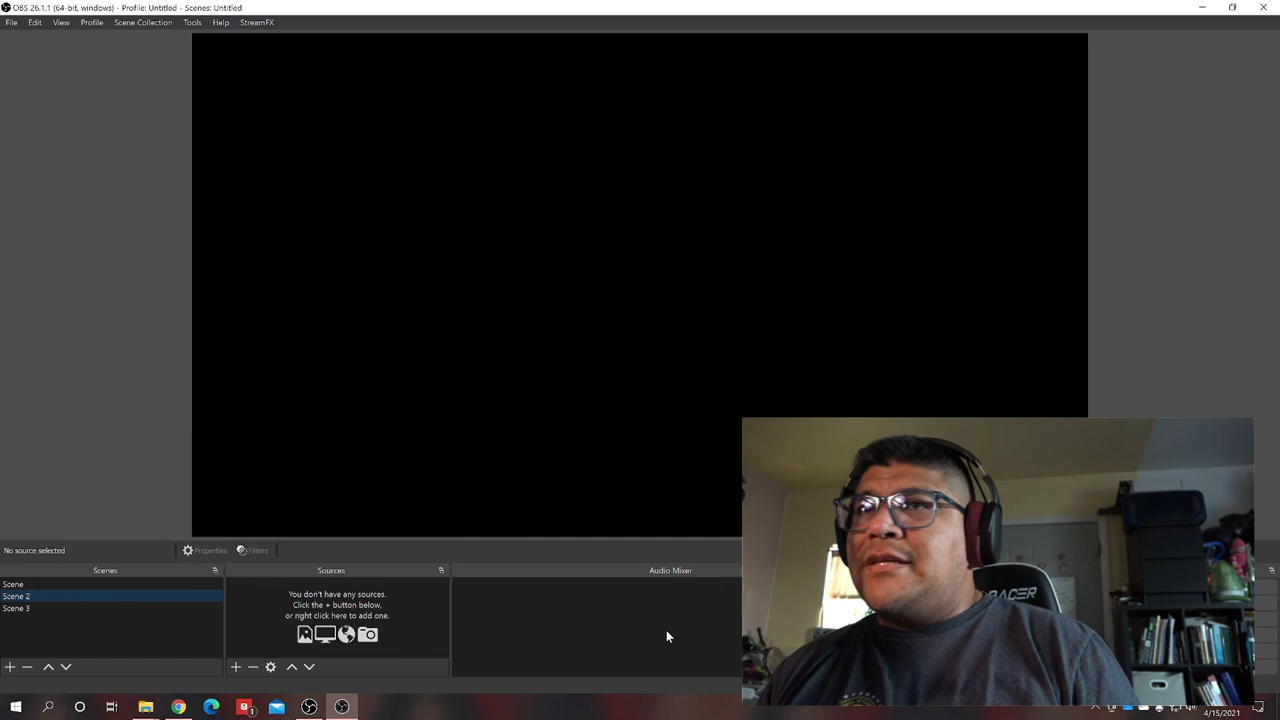 OBS 26.1.1 (64-bit, windows) - Profile: Untitled - Scenes: Untitled
File Edit View Profile Scene Collection Tools Help StreamFX
No source selected Properties Filters
Scenes Sources Audio Mixer
Scene
Scene 2
Scene 3
You don't have any sources.
Click the + button below,
or right click here to add one.
RACER
1
4/15/2021